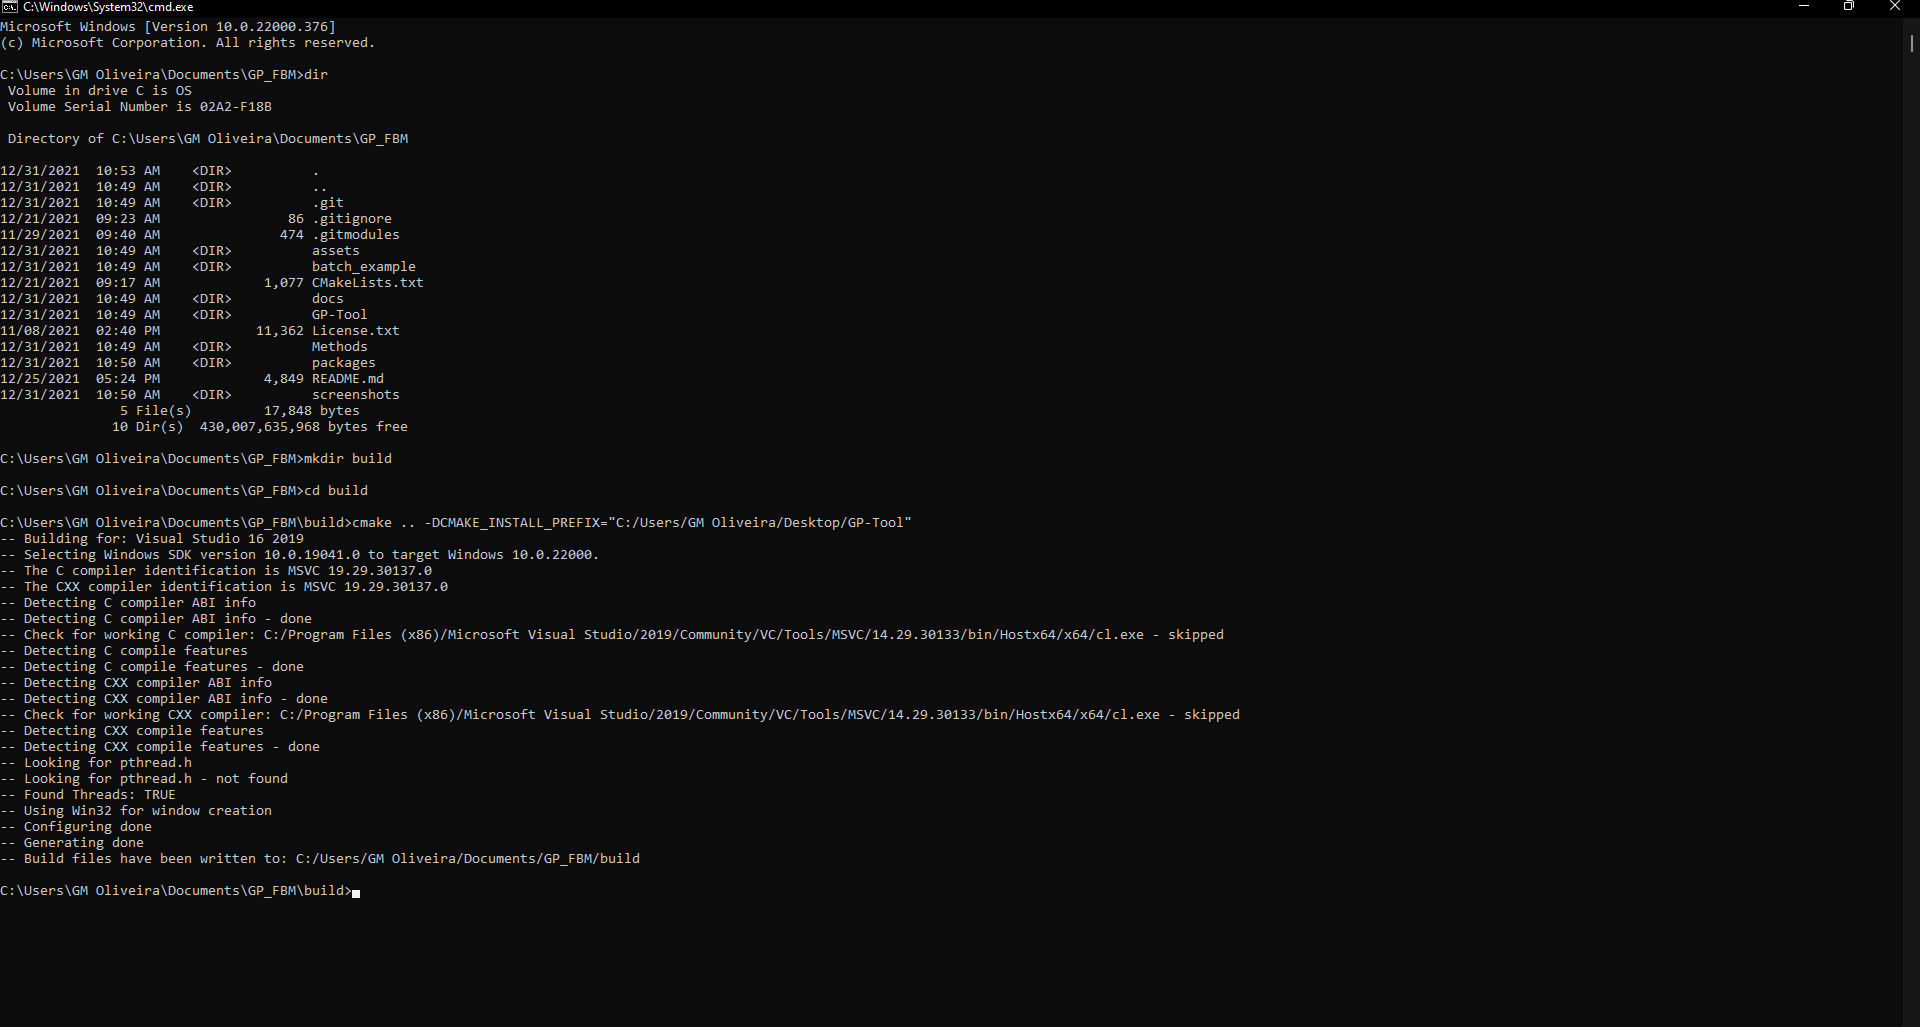 C:\Windows\System32\cmd.exe
Microsoft Windows [Version 10.0.22000.376]
(c) Microsoft Corporation. All rights reserved.
C:\Users\GM Oliveira\Documents\GP_FBM>dir
 Volume in drive C is OS
 Volume Serial Number is 02A2-F18B
 Directory of C:\Users\GM Oliveira\Documents\GP_FBM
12/31/2021  10:53 AM    <DIR>          .
12/31/2021  10:49 AM    <DIR>          ..
12/31/2021  10:49 AM    <DIR>          .git
12/21/2021  09:23 AM                86 .gitignore
11/29/2021  09:40 AM               474 .gitmodules
12/31/2021  10:49 AM    <DIR>          assets
12/31/2021  10:49 AM    <DIR>          batch_example
12/21/2021  09:17 AM             1,077 CMakeLists.txt
12/31/2021  10:49 AM    <DIR>          docs
12/31/2021  10:49 AM    <DIR>          GP-Tool
11/08/2021  02:40 PM            11,362 License.txt
12/31/2021  10:49 AM    <DIR>          Methods
12/31/2021  10:50 AM    <DIR>          packages
12/25/2021  05:24 PM             4,849 README.md
12/31/2021  10:50 AM    <DIR>          screenshots
               5 File(s)         17,848 bytes
              10 Dir(s)  430,007,635,968 bytes free
C:\Users\GM Oliveira\Documents\GP_FBM>mkdir build
C:\Users\GM Oliveira\Documents\GP_FBM>cd build
C:\Users\GM Oliveira\Documents\GP_FBM\build>cmake .. -DCMAKE_INSTALL_PREFIX="C:/Users/GM Oliveira/Desktop/GP-Tool"
-- Building for: Visual Studio 16 2019
-- Selecting Windows SDK version 10.0.19041.0 to target Windows 10.0.22000.
-- The C compiler identification is MSVC 19.29.30137.0
-- The CXX compiler identification is MSVC 19.29.30137.0
-- Detecting C compiler ABI info
-- Detecting C compiler ABI info - done
-- Check for working C compiler: C:/Program Files (x86)/Microsoft Visual Studio/2019/Community/VC/Tools/MSVC/14.29.30133/bin/Hostx64/x64/cl.exe - skipped
-- Detecting C compile features
-- Detecting C compile features - done
-- Detecting CXX compiler ABI info
-- Detecting CXX compiler ABI info - done
-- Check for working CXX compiler: C:/Program Files (x86)/Microsoft Visual Studio/2019/Community/VC/Tools/MSVC/14.29.30133/bin/Hostx64/x64/cl.exe - skipped
-- Detecting CXX compile features
-- Detecting CXX compile features - done
-- Looking for pthread.h
-- Looking for pthread.h - not found
-- Found Threads: TRUE
-- Using Win32 for window creation
-- Configuring done
-- Generating done
-- Build files have been written to: C:/Users/GM Oliveira/Documents/GP_FBM/build
C:\Users\GM Oliveira\Documents\GP_FBM\build>